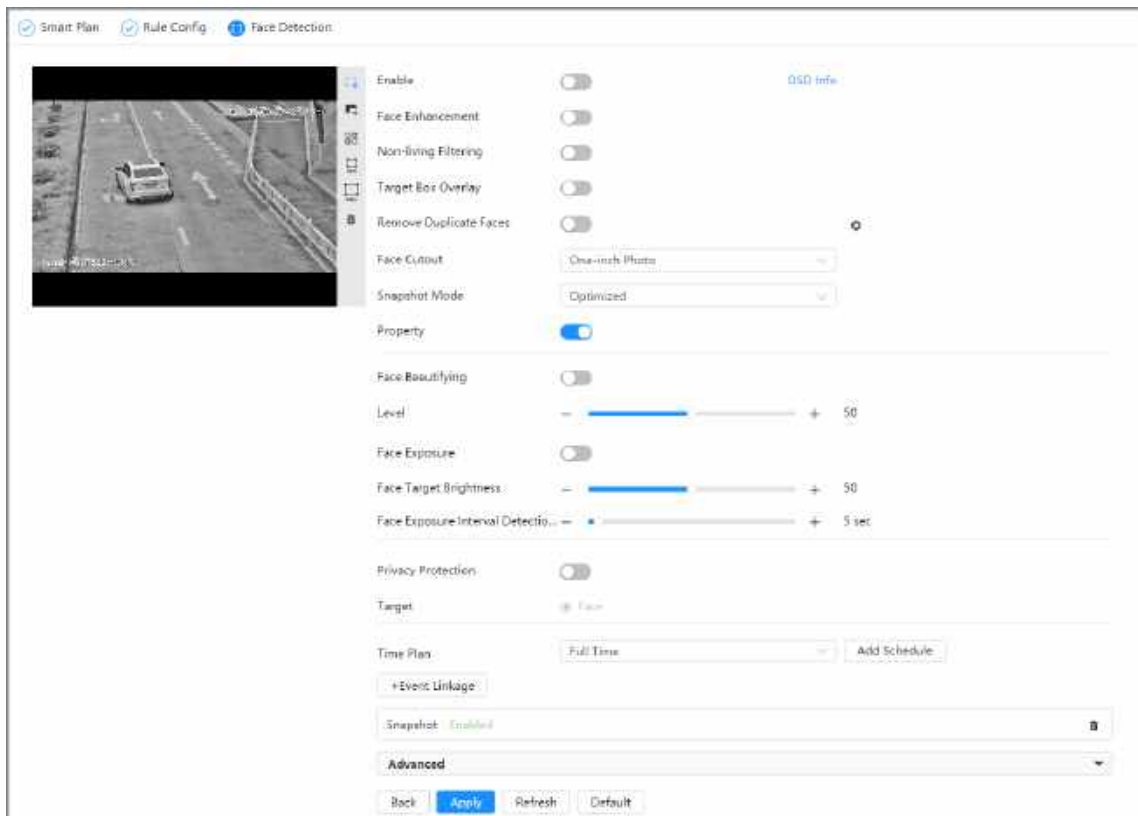 Smart Plan Rule Config Face Detection
Enable OSD Info
Face Enhancement
Non-living Filtering
Target Box Overlay
Remove Duplicate Faces
Face Cutout One-inch Photo
Snapshot Mode Optimized
Property
Face Beautifying
Level − + 50
Face Exposure
Face Target Brightness − + 50
Face Exposure Interval Detectio... − + 5 sec
Privacy Protection
Target Face
Time Plan Full Time Add Schedule
+Event Linkage
Snapshot Enabled
Advanced
Back Apply Refresh Default